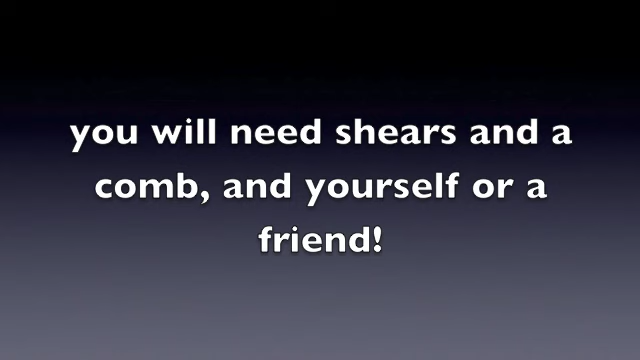 you will need shears and a
comb, and yourself or a
friend!